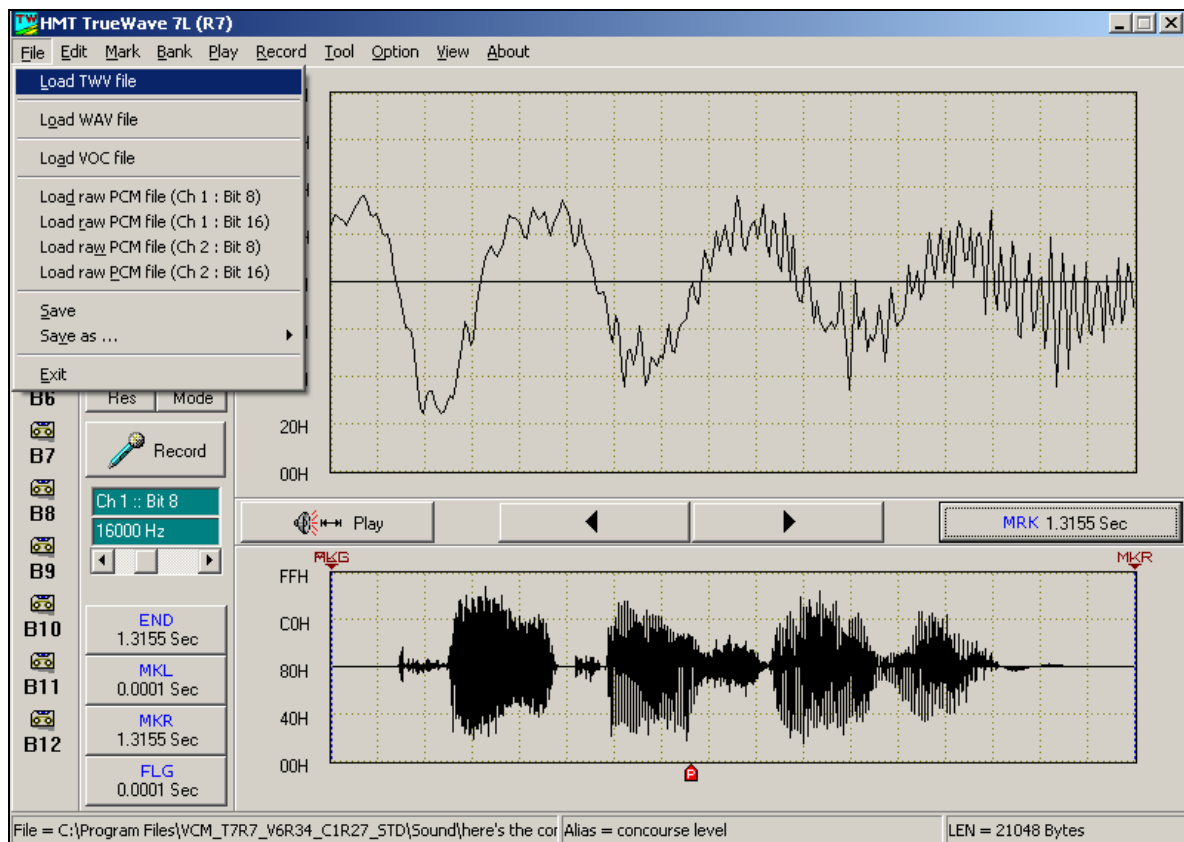 HMT TrueWave 7L (R7)
File Edit Mark Bank Play Record Tool Option View About
Load TWV file
Load WAV file
Load VOC file
Load raw PCM file (Ch 1 : Bit 8)
Load raw PCM file (Ch 1 : Bit 16)
Load raw PCM file (Ch 2 : Bit 8)
Load raw PCM file (Ch 2 : Bit 16)
Save
Save as ...
Exit
B6
Res Mode
20H
B7
Record
00H
B8
Ch 1 :: Bit 8
16000 Hz
Play
MRK 1.3155 Sec
B9
MKR
FFH
B10
END
1.3155 Sec
C0H
B11
MKL
0.0001 Sec
80H
B12
MKR
1.3155 Sec
40H
FLG
0.0001 Sec
00H
P
File = C:\Program Files\VCM_T7R7_V6R34_C1R27_STD\Sound\here's the cor
Alias = concourse level
LEN = 21048 Bytes